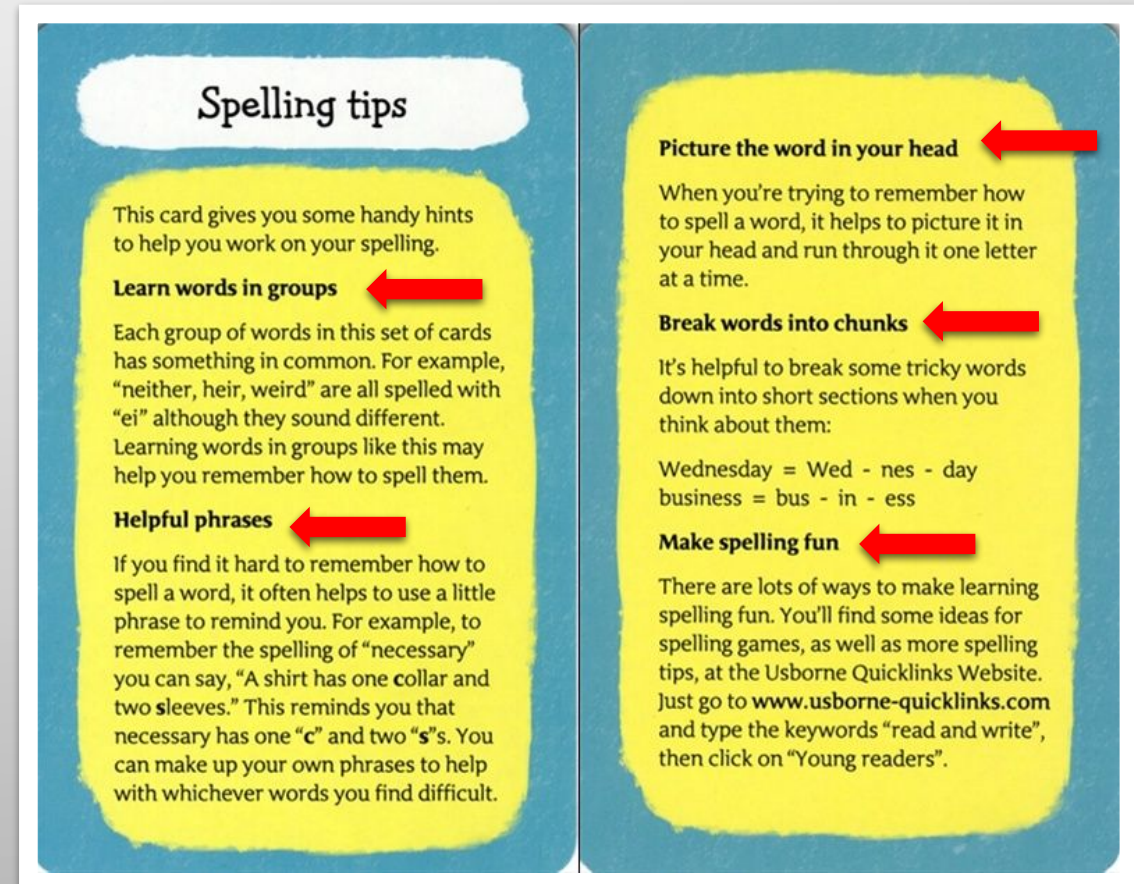 Spelling tips
This card gives you some handy hints
to help you work on your spelling.
Learn words in groups
Each group of words in this set of cards
has something in common. For example,
“neither, heir, weird” are all spelled with
“ei” although they sound different.
Learning words in groups like this may
help you remember how to spell them.
Helpful phrases
If you find it hard to remember how to
spell a word, it often helps to use a little
phrase to remind you. For example, to
remember the spelling of “necessary”
you can say, “A shirt has one collar and
two sleeves.” This reminds you that
necessary has one “c” and two “s”s. You
can make up your own phrases to help
with whichever words you find difficult.
Picture the word in your head
When you’re trying to remember how
to spell a word, it helps to picture it in
your head and run through it one letter
at a time.
Break words into chunks
It’s helpful to break some tricky words
down into short sections when you
think about them:
Wednesday = Wed - nes - day
business = bus - in - ess
Make spelling fun
There are lots of ways to make learning
spelling fun. You’ll find some ideas for
spelling games, as well as more spelling
tips, at the Usborne Quicklinks Website.
Just go to www.usborne-quicklinks.com
and type the keywords “read and write”,
then click on “Young readers”.